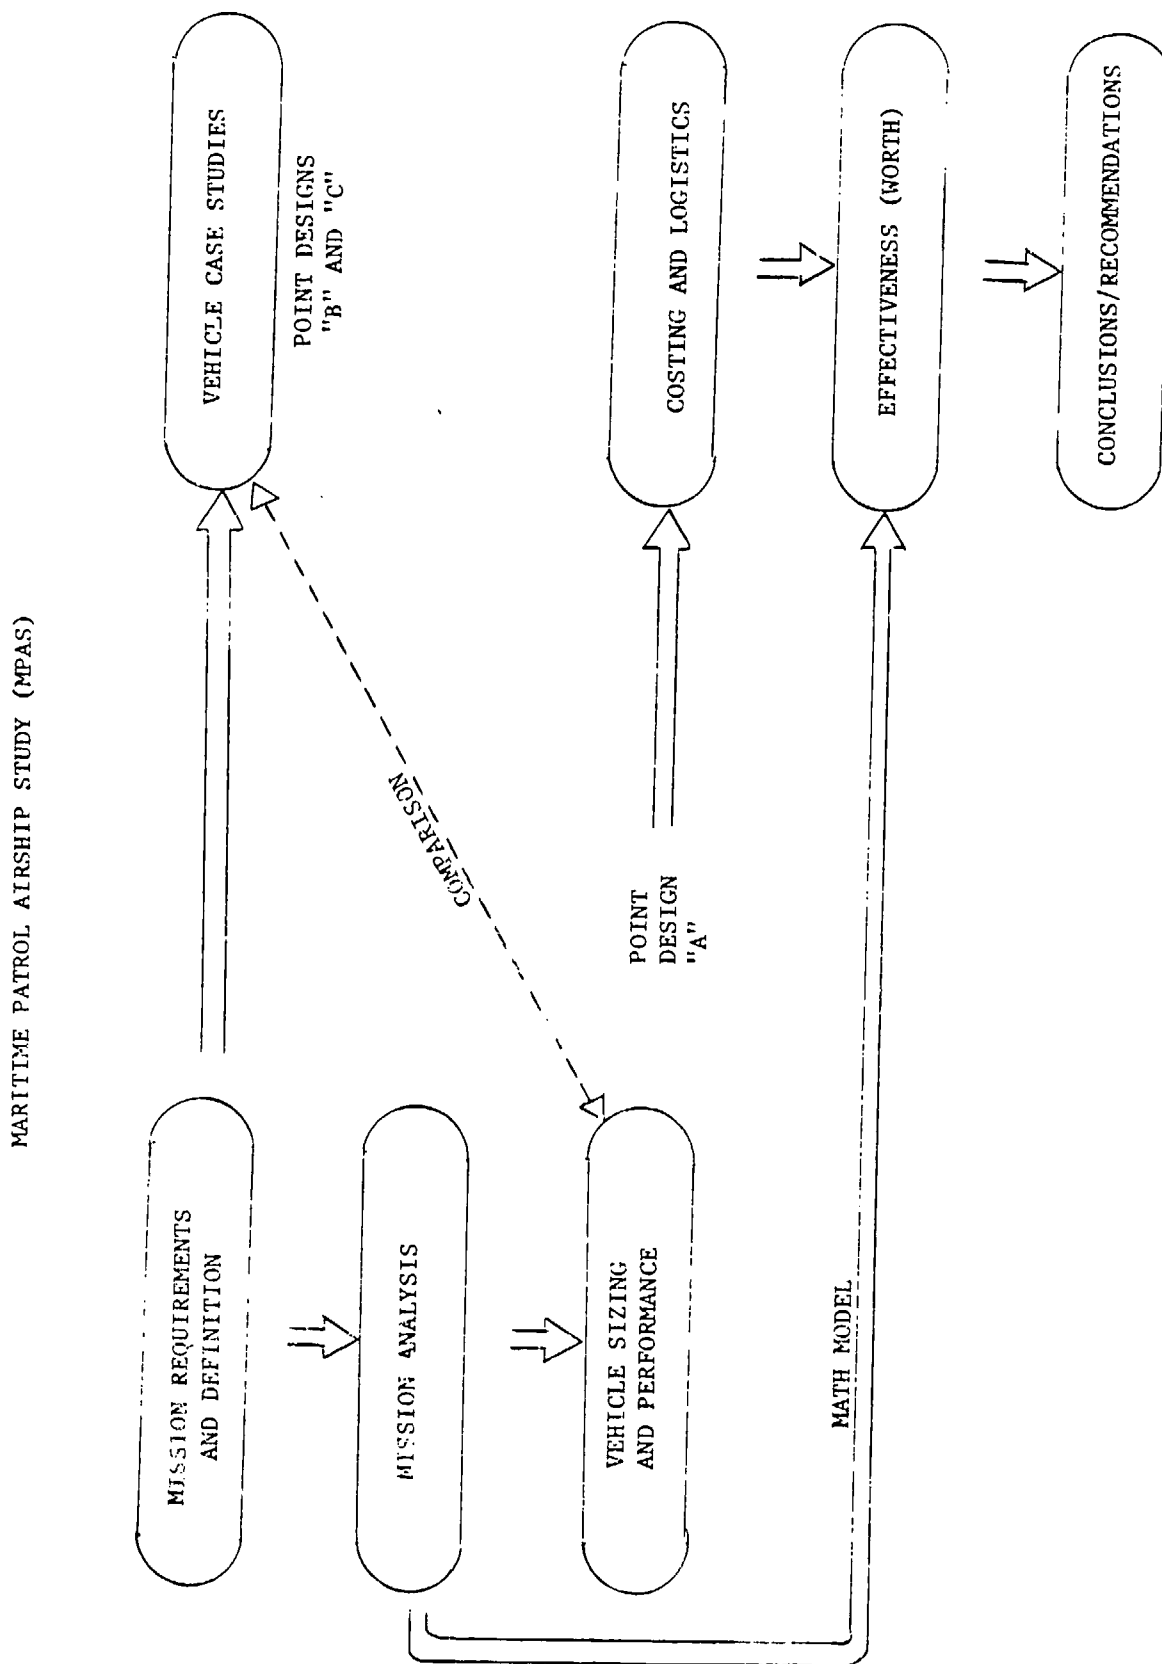 MARITIME PATROL AIRSHIP STUDY (MPAS)
MISSION REQUIREMENTS
AND DEFINITION
VEHICLE CASE STUDIES
POINT DESIGNS
"B" AND "C"
MISSION ANALYSIS
COMPARISON
VEHICLE SIZING
AND PERFORMANCE
POINT
DESIGN
"A"
COSTING AND LOGISTICS
MATH MODEL
EFFECTIVENESS (WORTH)
CONCLUSIONS/RECOMMENDATIONS